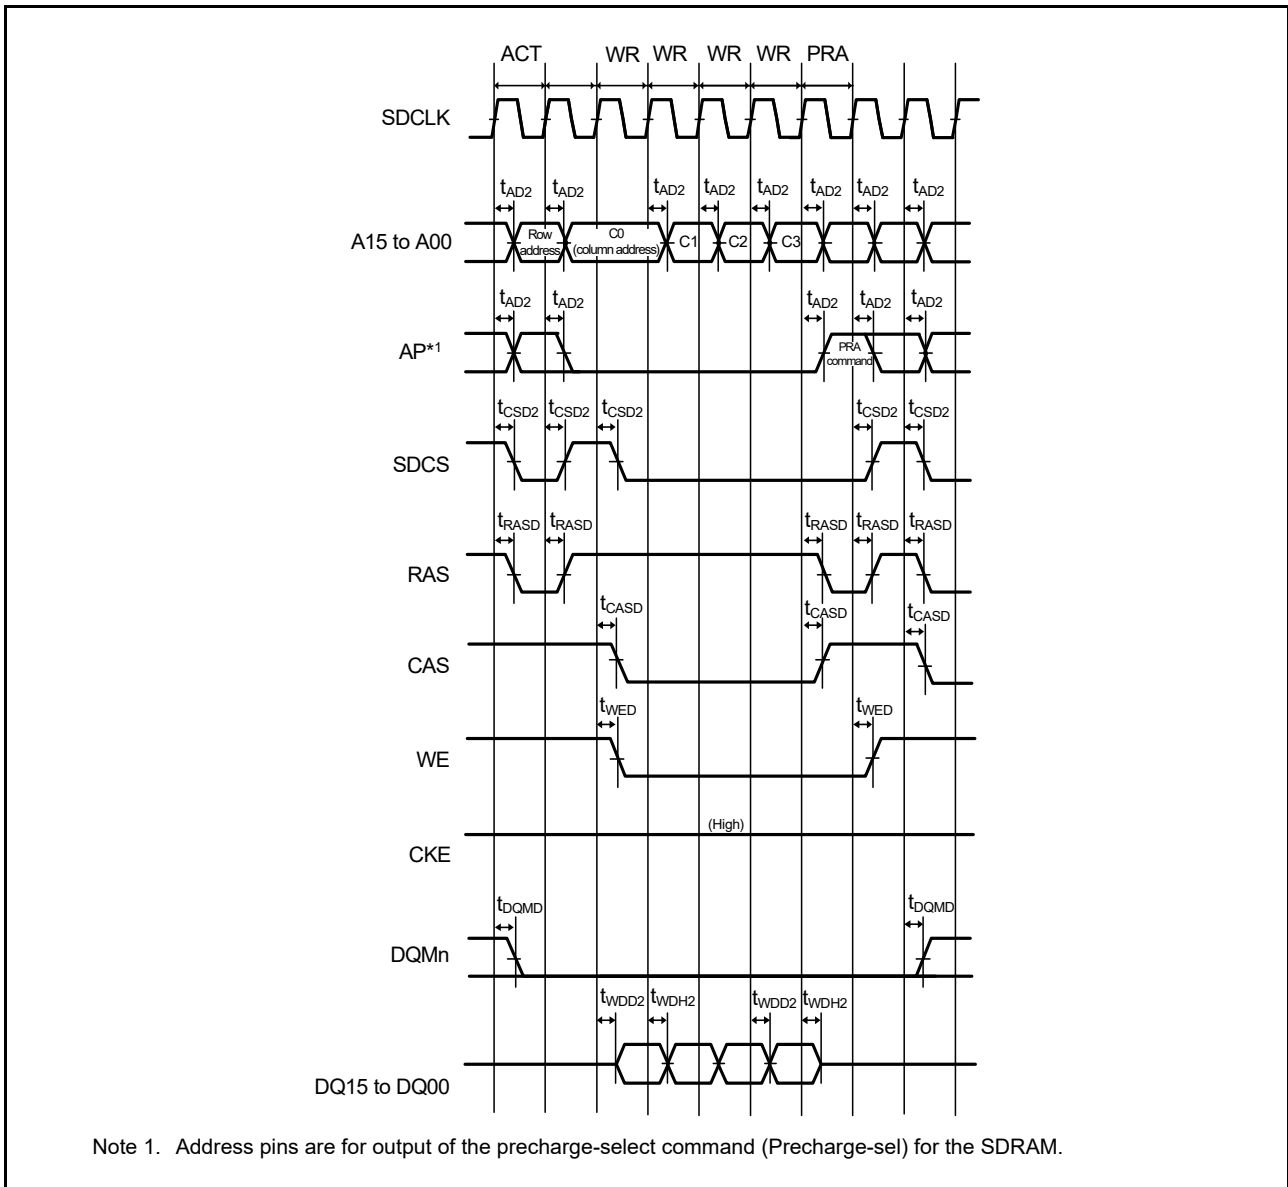 ACT WR WR WR WR PRA
SDCLK
tAD2 tAD2 tAD2 tAD2 tAD2 tAD2 tAD2 tAD2
A15 to A00
Row address
C0 (column address)
C1
C2
C3
tAD2 tAD2 tAD2 tAD2 tAD2
AP*1
PRA command
tCSD2 tCSD2 tCSD2 tCSD2 tCSD2
SDCS
tRASD tRASD tRASD tRASD tRASD
RAS
tCASD tCASD tCASD
CAS
tWED tWED
WE
(High)
CKE
tDQMD tDQMD
DQMn
tWDD2 tWDH2 tWDD2 tWDH2
DQ15 to DQ00
Note 1. Address pins are for output of the precharge-select command (Precharge-sel) for the SDRAM.